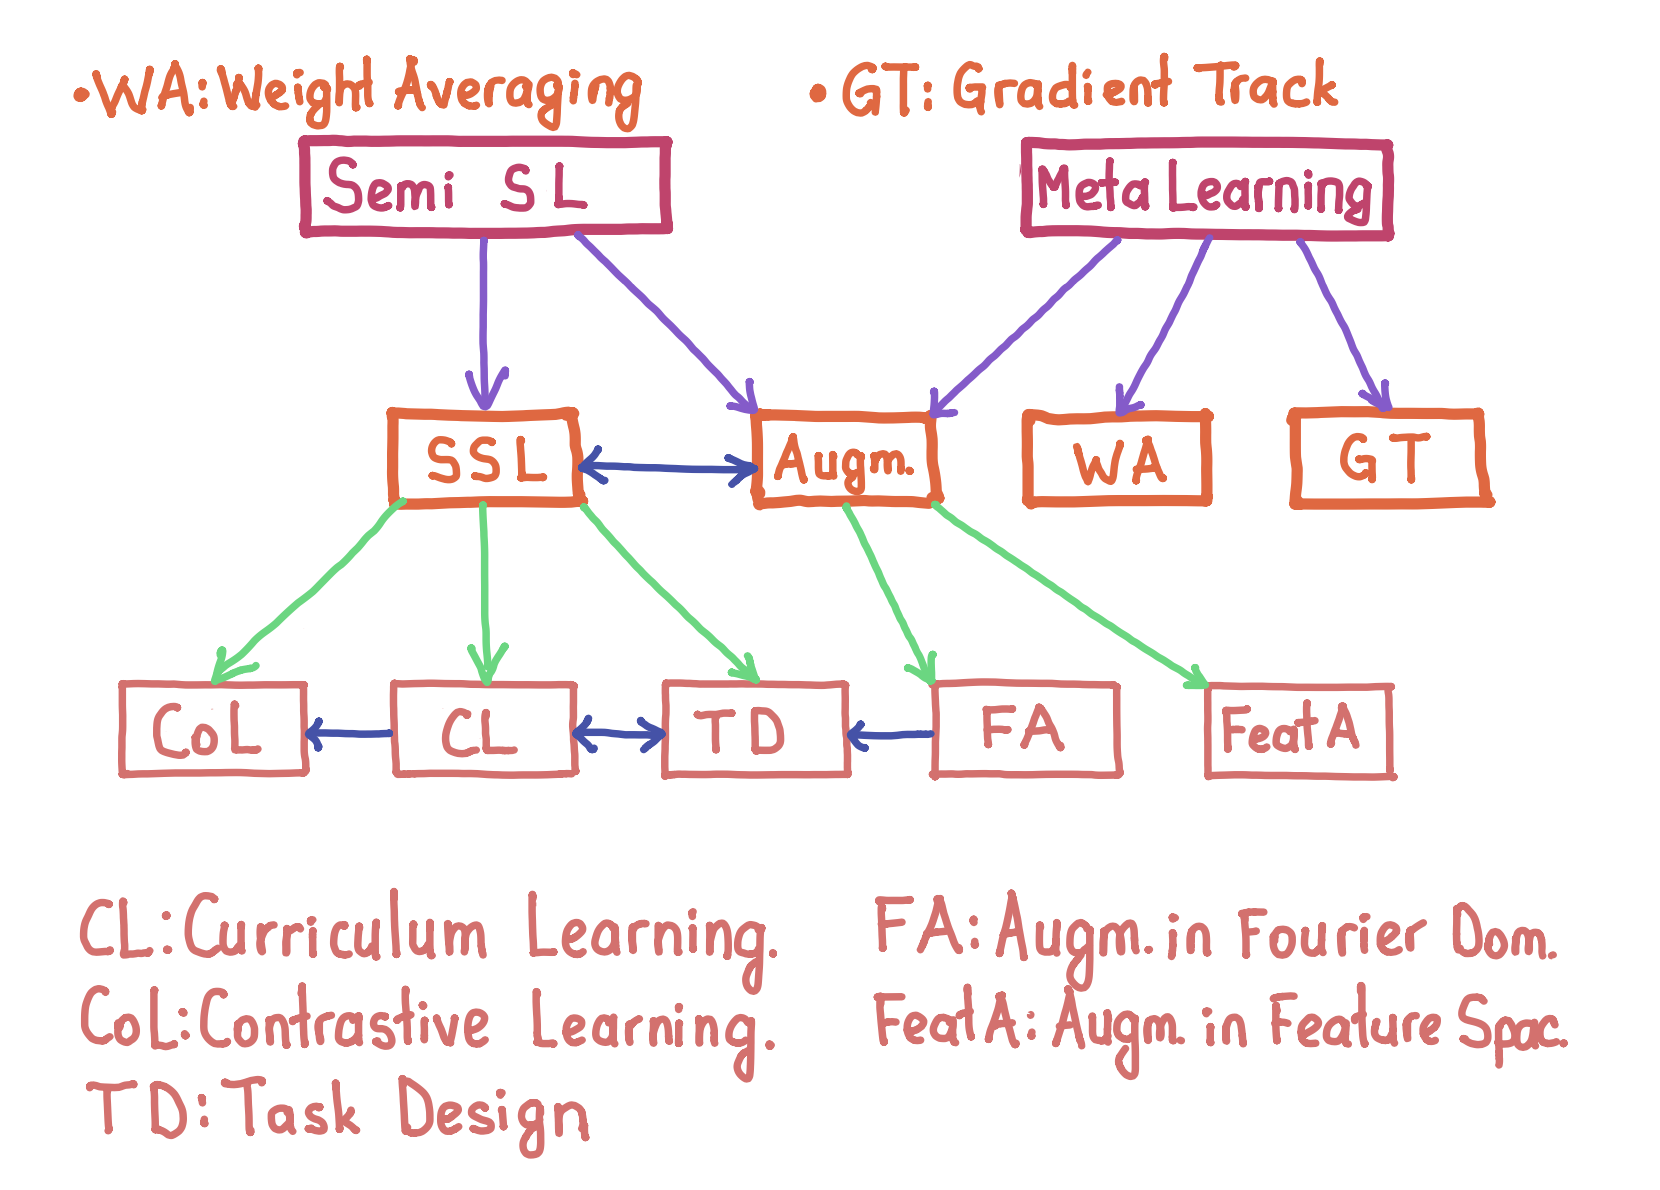 •WA:Weight Averaging
•GT: Gradient Track
Semi SL
Meta Learning
SSL
Augm.
WA
GT
CoL
CL
TD
FA
FeatA
CL:Curriculum Learning.
CoL:Contrastive Learning.
TD:Task Design
FA: Augm. in Fourier Dom.
FeatA: Augm. in Feature Spac.